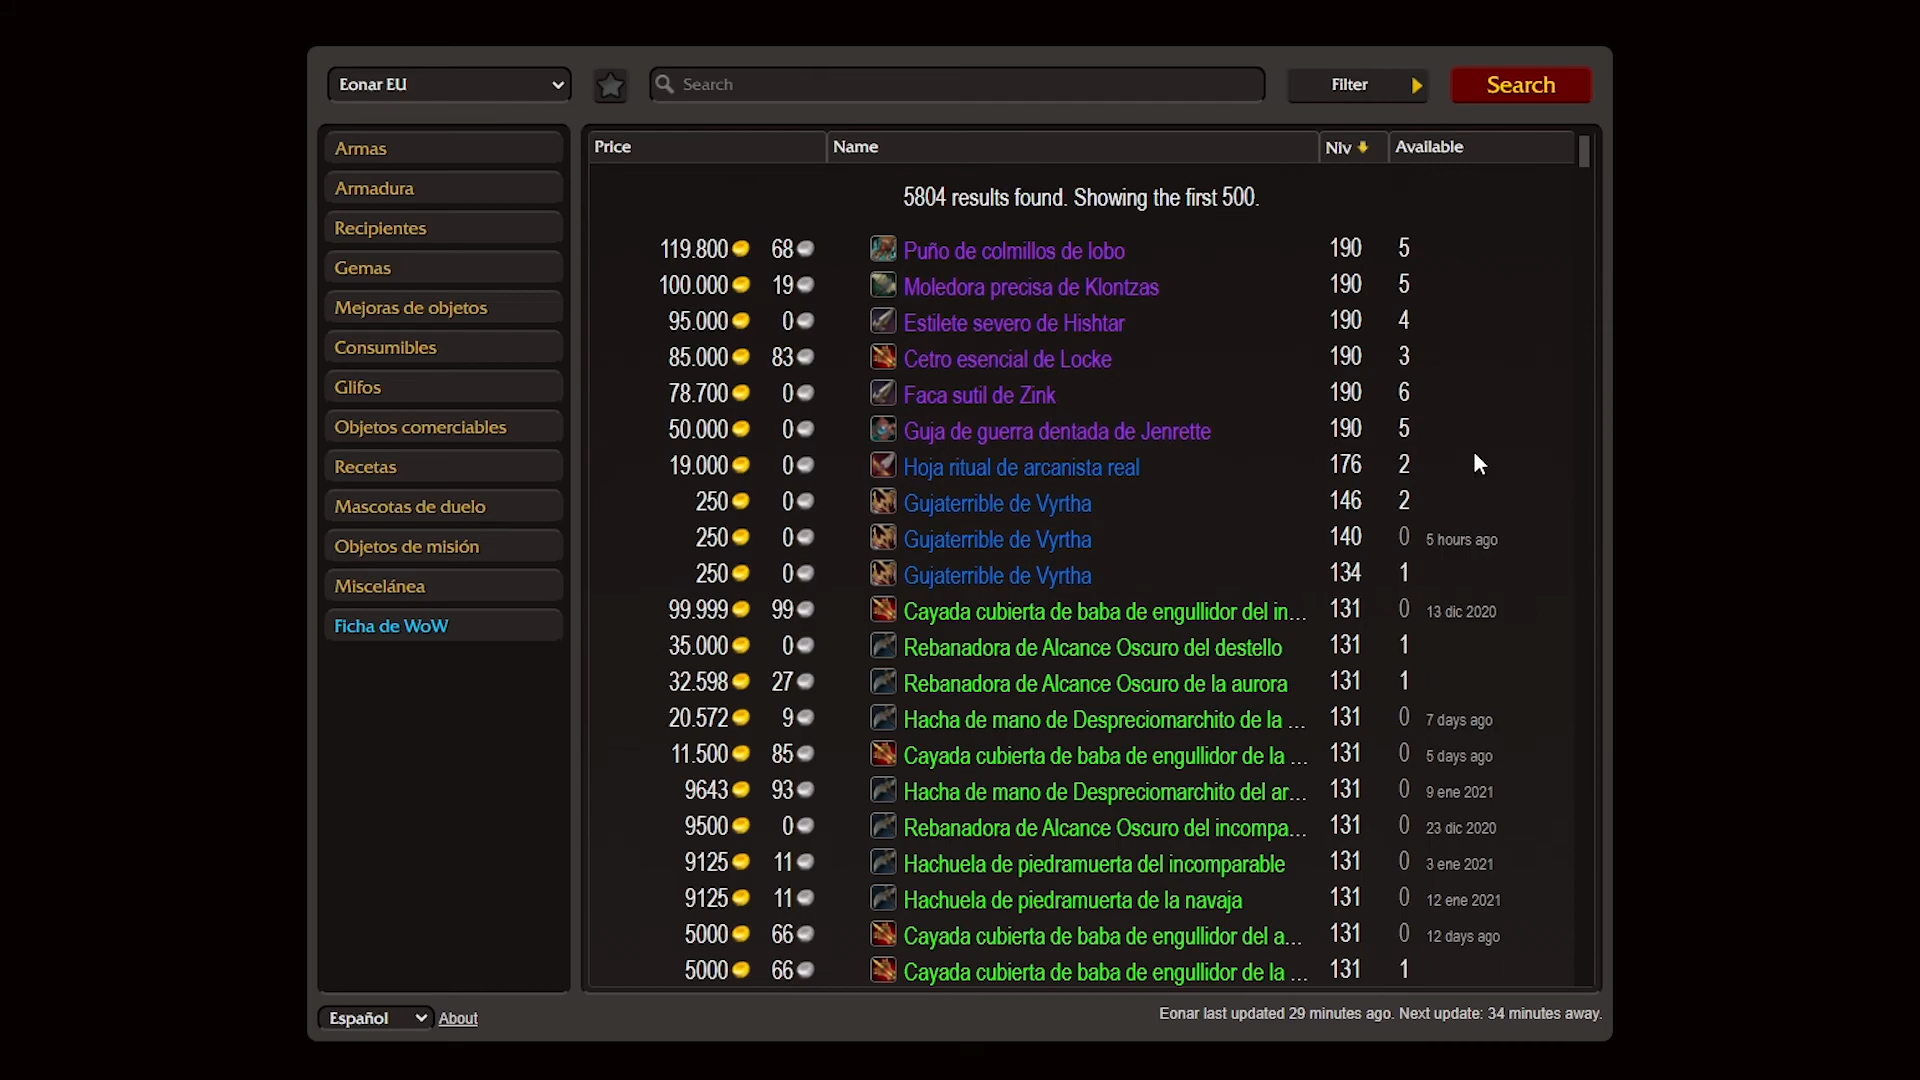 Eonar EU
Search
Filter
Search
Armas
Armadura
Recipientes
Gemas
Mejoras de objetos
Consumibles
Glifos
Objetos comerciables
Recetas
Mascotas de duelo
Objetos de misión
Miscelánea
Ficha de WoW
Price Name Nlv Available
5804 results found. Showing the first 500.
119.800 68 Puño de colmillos de lobo 190 5
100.000 19 Moledora precisa de Klontzas 190 5
95.000 0 Estilete severo de Hishtar 190 4
85.000 83 Cetro esencial de Locke 190 3
78.700 0 Faca sutil de Zink 190 6
50.000 0 Guja de guerra dentada de Jenrette 190 5
19.000 0 Hoja ritual de arcanista real 176 2
250 0 Gujaterrible de Vyrtha 146 2
250 0 Gujaterrible de Vyrtha 140 0 5 hours ago
250 0 Gujaterrible de Vyrtha 134 1
99.999 99 Cayada cubierta de baba de engullidor del in... 131 0 13 dic 2020
35.000 0 Rebanadora de Alcance Oscuro del destello 131 1
32.598 27 Rebanadora de Alcance Oscuro de la aurora 131 1
20.572 9 Hacha de mano de Despreciomarchito de la ... 131 0 7 days ago
11.500 85 Cayada cubierta de baba de engullidor de la ... 131 0 5 days ago
9643 93 Hacha de mano de Despreciomarchito del ar... 131 0 9 ene 2021
9500 0 Rebanadora de Alcance Oscuro del incompa... 131 0 23 dic 2020
9125 11 Hachuela de piedramuerta del incomparable 131 0 3 ene 2021
9125 11 Hachuela de piedramuerta de la navaja 131 0 12 ene 2021
5000 66 Cayada cubierta de baba de engullidor del a... 131 0 12 days ago
5000 66 Cayada cubierta de baba de engullidor de la ... 131 1
Español About
Eonar last updated 29 minutes ago. Next update: 34 minutes away.